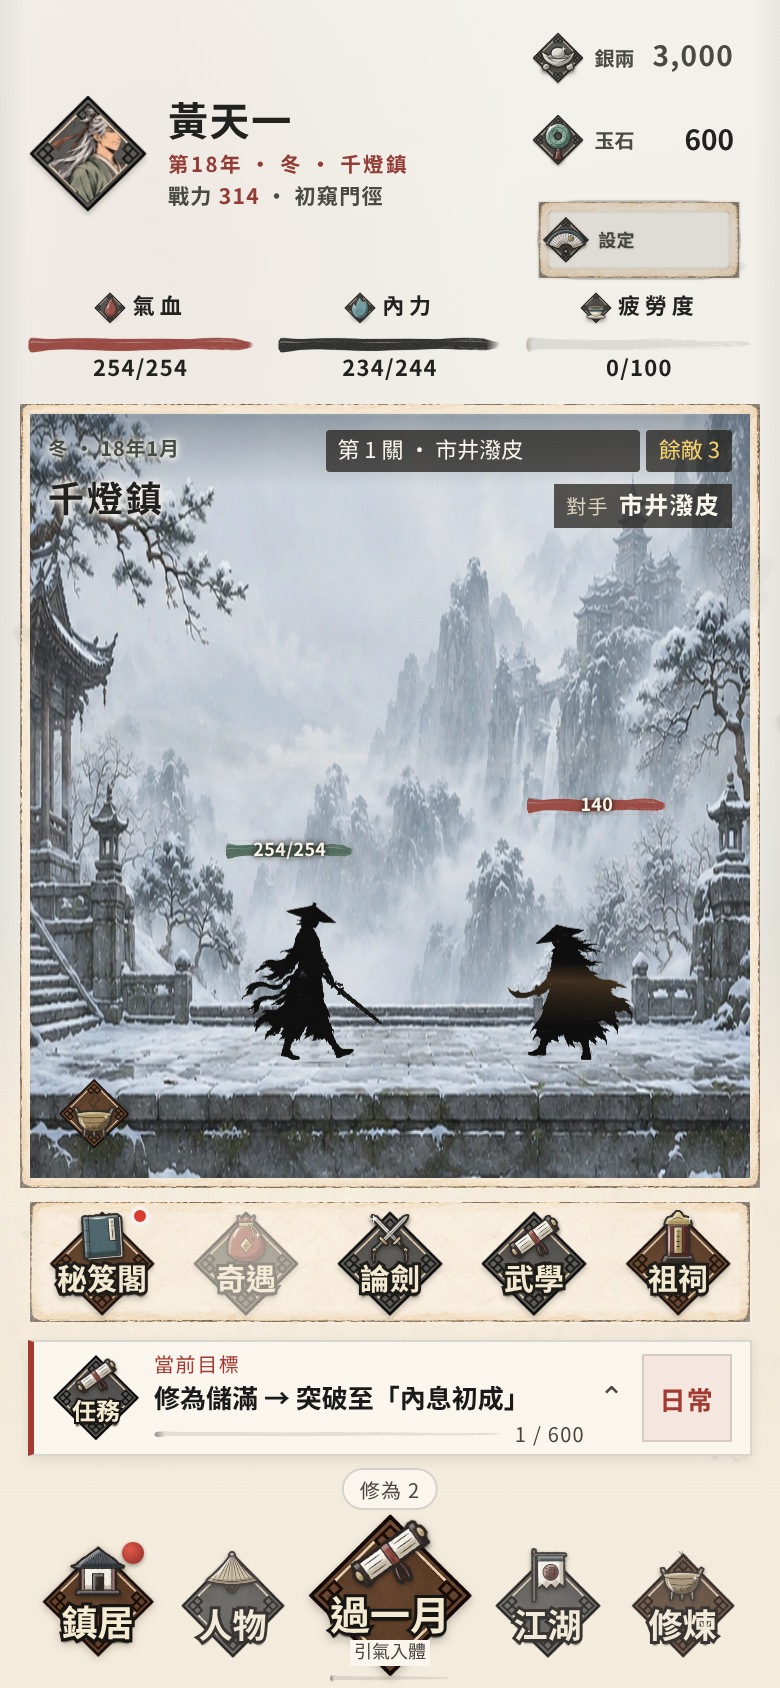 銀兩 3,000
黃天一
玉石 600
第18年 · 冬 · 千燈鎮
戰力 314 · 初窺門徑
設定
氣血
內力
疲勞度
254/254
234/244
0/100
冬 · 18年1月
第 1 關 · 市井潑皮
餘敵 3
千燈鎮
對手 市井潑皮
140
254/254
秘笈閣
奇遇
論劍
武學
祖祠
當前目標
任務
修為儲滿 → 突破至「內息初成」
日常
1 / 600
修為 2
鎮居
人物
過一月
江湖
修煉
引氣入體